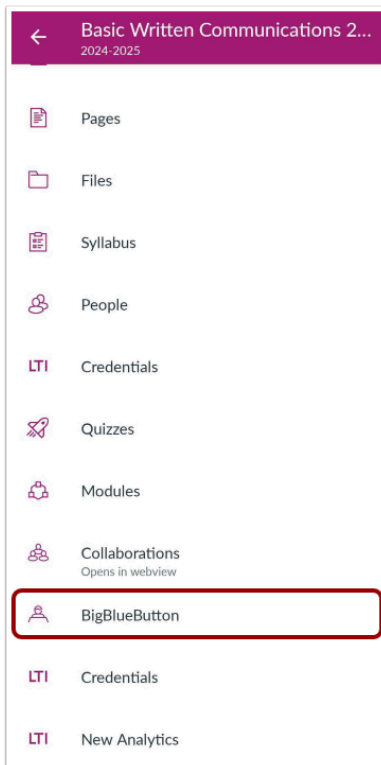 Basic Written Communications 2...
2024-2025
Pages
Files
Syllabus
People
LTI Credentials
Quizzes
Modules
Collaborations
Opens in webview
BigBlueButton
LTI Credentials
LTI New Analytics